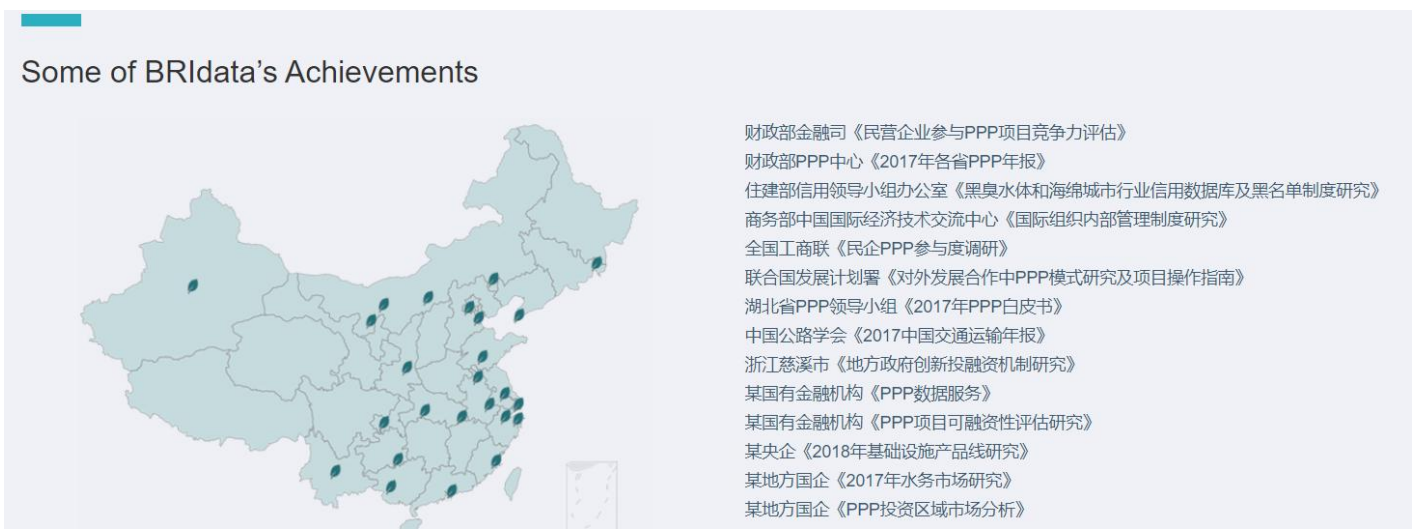 Some of BRIdata's Achievements
财政部金融司《民营企业参与PPP项目竞争力评估》
财政部PPP中心《2017年各省PPP年报》
住建部信用领导小组办公室《黑臭水体和海绵城市行业信用数据库及黑名单制度研究》
商务部中国国际经济技术交流中心《国际组织内部管理制度研究》
全国工商联《民企PPP参与度调研》
联合国发展计划署《对外发展合作中PPP模式研究及项目操作指南》
湖北省PPP领导小组《2017年PPP白皮书》
中国公路学会《2017中国交通运输年报》
浙江慈溪市《地方政府创新投融资机制研究》
某国有金融机构《PPP数据服务》
某国有金融机构《PPP项目可融资性评估研究》
某央企《2018年基础设施产品线研究》
某地方国企《2017年水务市场研究》
某地方国企《PPP投资区域市场分析》